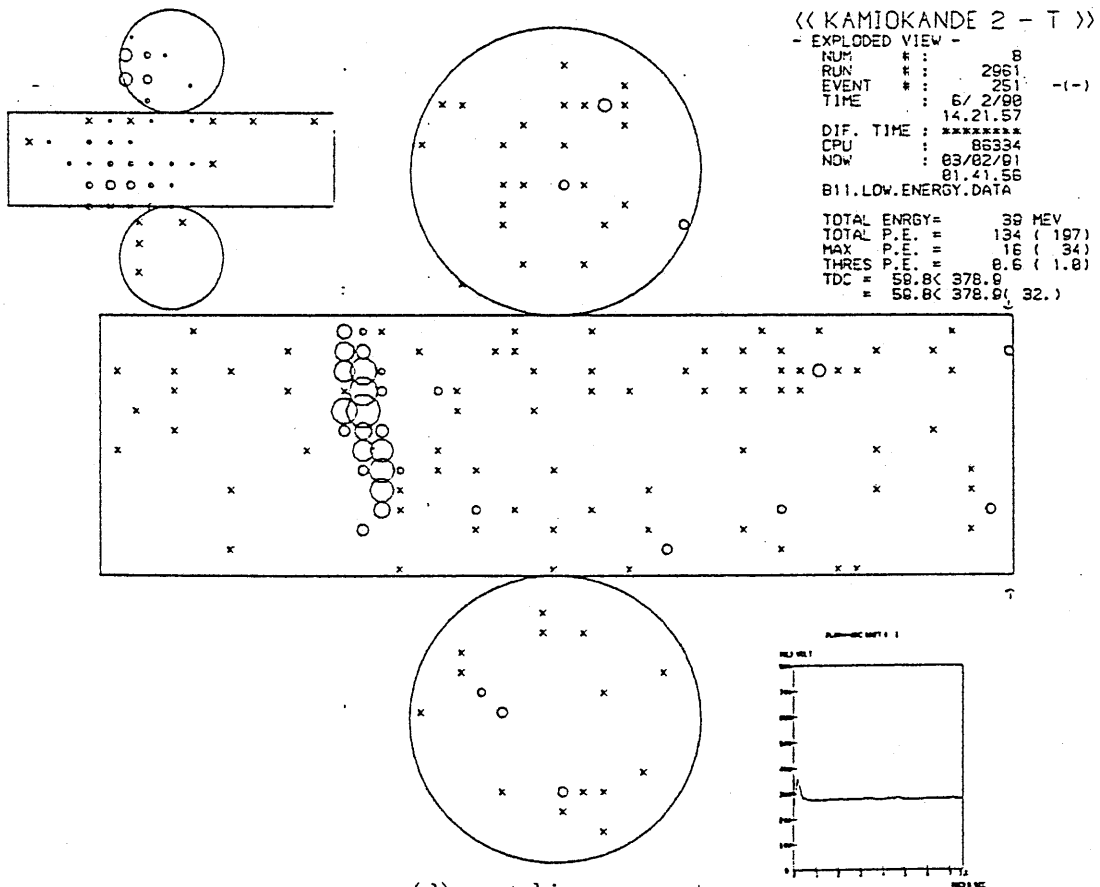 << KAMIOKANDE 2 - T >>
- EXPLODED VIEW -
NUM # : 8
RUN # : 2961
EVENT # : 251 -(-)
TIME : 6/ 2/90
14.21.57
DIF. TIME : ********
CPU : 86334
NOW : 03/02/91
01.41.56
B11.LOW.ENERGY.DATA
TOTAL ENRGY= 39 MEV
TOTAL P.E. = 134 ( 197)
MAX P.E. = 16 ( 34)
THRES P.E. = 0.6 ( 1.0)
TDC = 59.8< 378.9
= 59.8< 378.9( 32.)